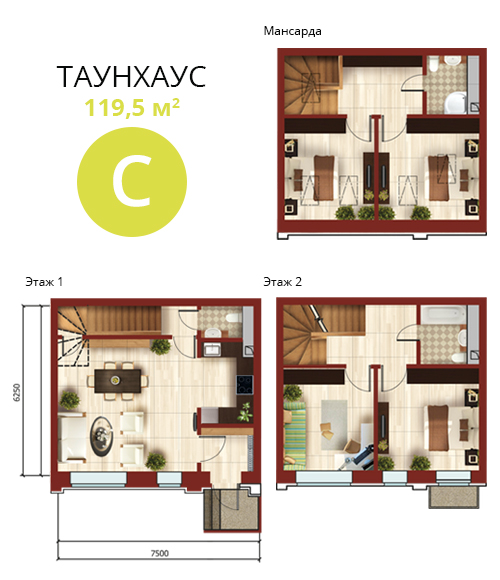 Мансарда
ТАУНХАУС
119,5 м²
С
Этаж 1
Этаж 2
6250
7500